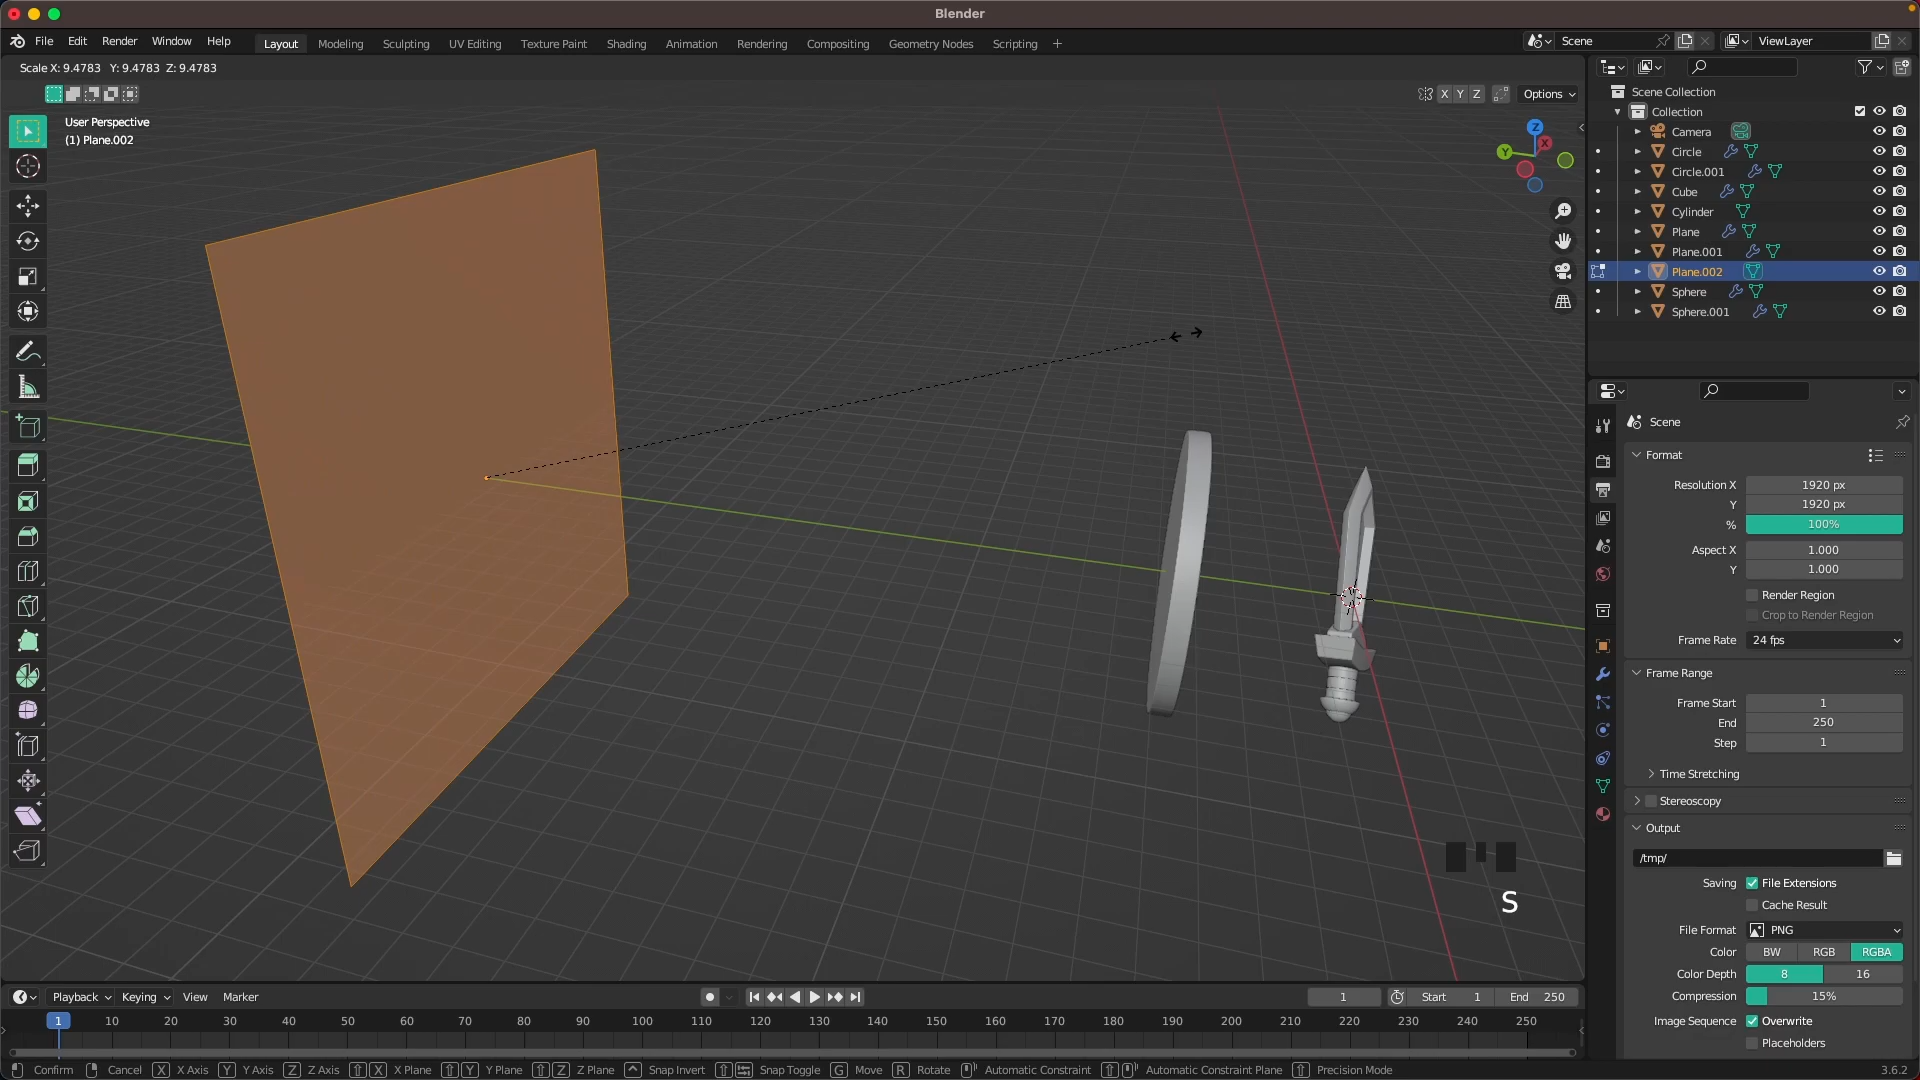 Blender
File Edit Render Window Help Layout Modeling Sculpting UV Editing Texture Paint Shading Animation Rendering Compositing Geometry Nodes Scripting + Scene ViewLayer
Scale X: 9.4783 Y: 9.4783 Z: 9.4783
X Y Z Options
User Perspective
(1) Plane.002
Z
X
Y
Scene Collection
Collection
Camera
Circle
Circle.001
Cube
Cylinder
Plane
Plane.001
Plane.002
Sphere
Sphere.001
Scene
Format
Resolution X 1920 px
Y 1920 px
% 100%
Aspect X 1.000
Y 1.000
Render Region
Crop to Render Region
Frame Rate 24 fps
Frame Range
Frame Start 1
End 250
Step 1
Time Stretching
Stereoscopy
Output
/tmp/
Saving File Extensions
Cache Result
File Format PNG
Color BW RGB RGBA
Color Depth 8 16
Compression 15%
Image Sequence Overwrite
Placeholders
S
Playback Keying View Marker 1 Start 1 End 250
1 10 20 30 40 50 60 70 80 90 100 110 120 130 140 150 160 170 180 190 200 210 220 230 240 250
Confirm Cancel X X Axis Y Y Axis Z Z Axis X X Plane Y Y Plane Z Z Plane Snap Invert Snap Toggle G Move R Rotate Automatic Constraint Automatic Constraint Plane Precision Mode 3.6.2